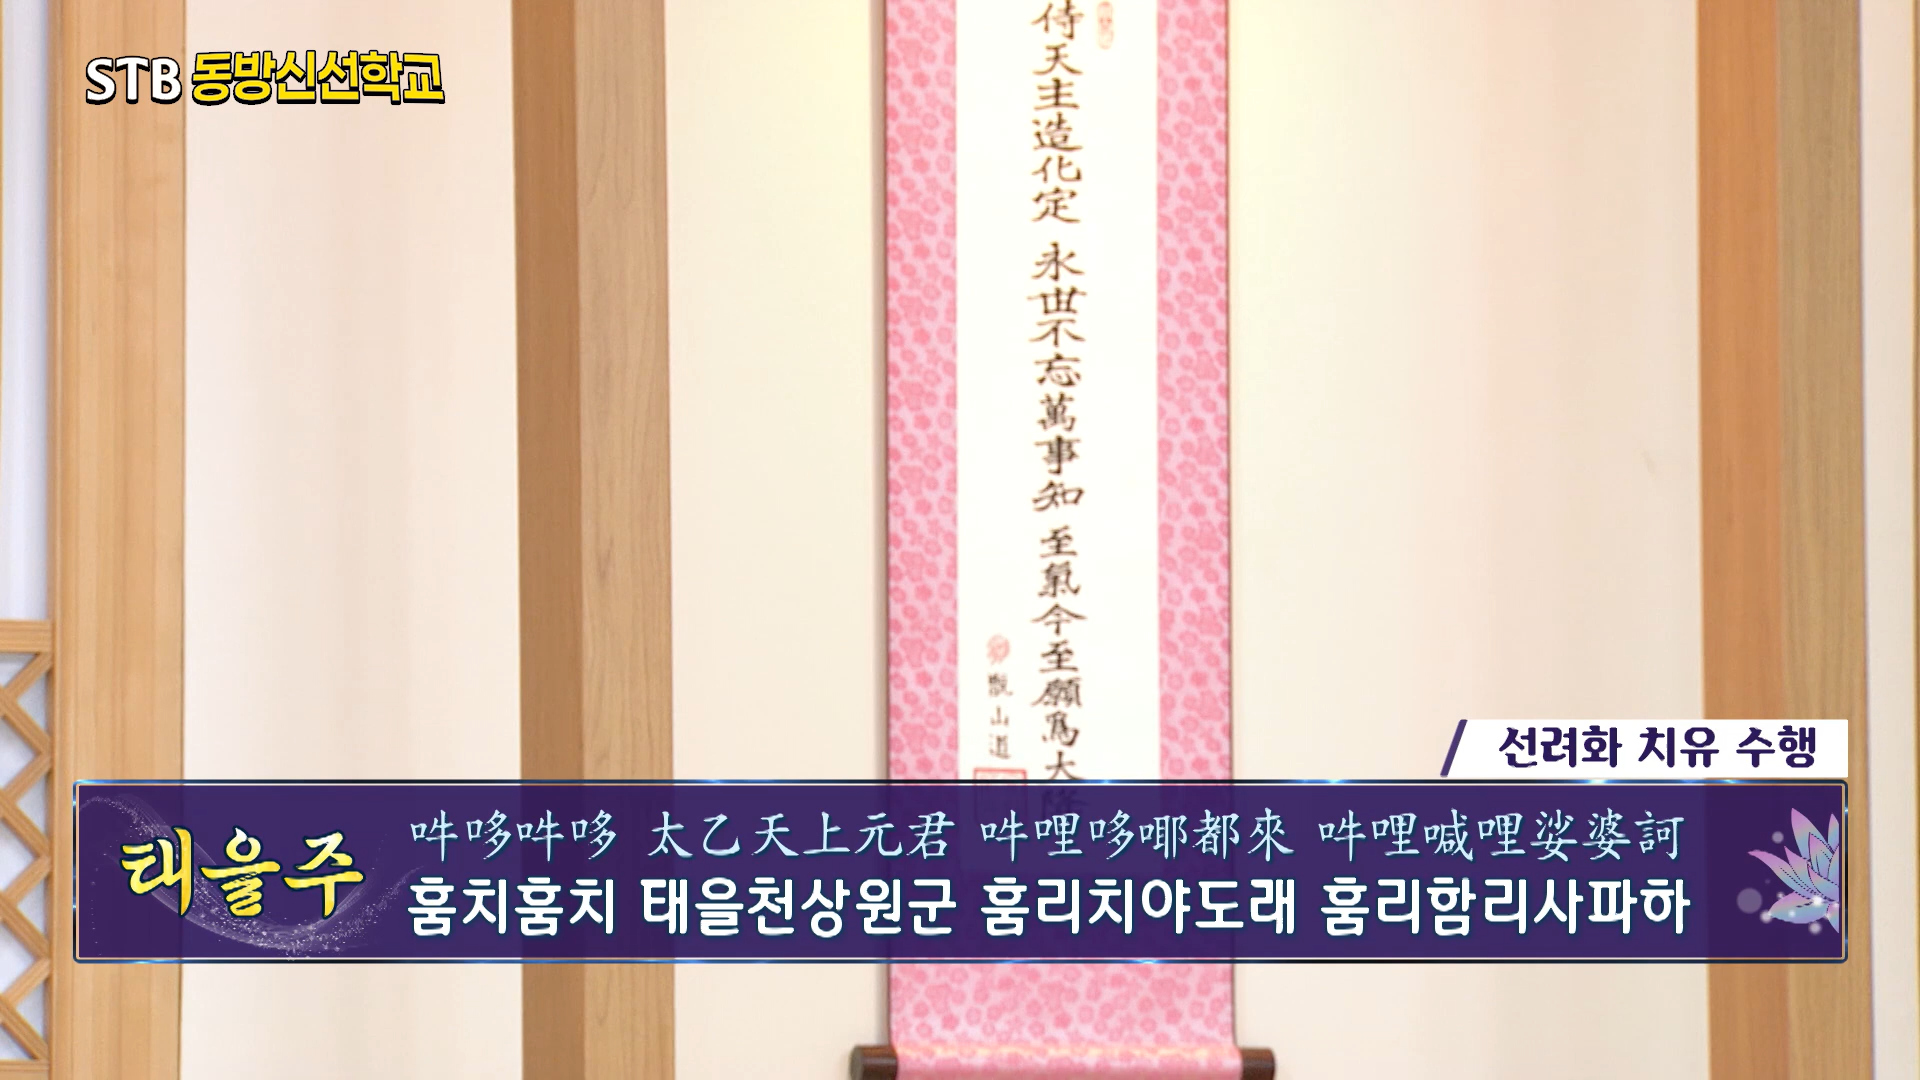 STB 동방신선학교
侍天主造化定 永世不忘萬事知 至氣今至願爲大降
甑山道
선려화 치유 수행
태을주
吽哆吽哆 太乙天上元君 吽哩哆㖿都來 吽哩喊哩娑婆訶
훔치훔치 태을천상원군 훔리치야도래 훔리함리사파하